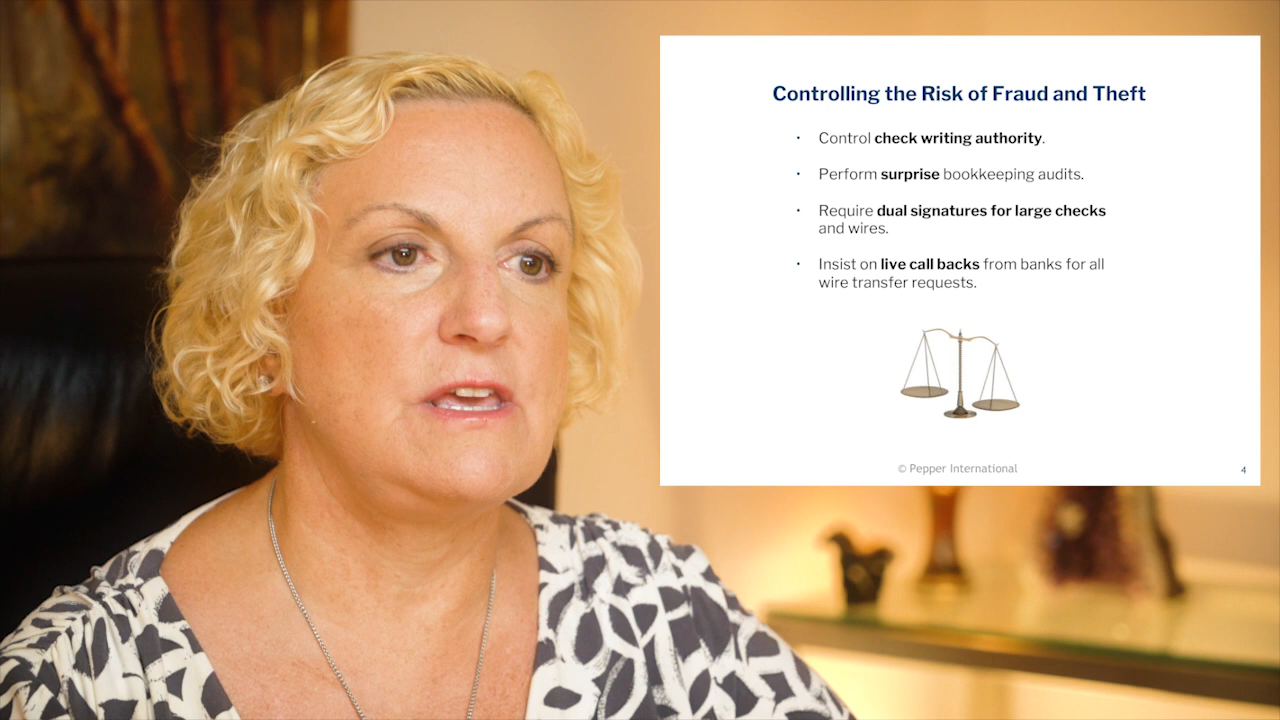 Controlling the Risk of Fraud and Theft
• Control check writing authority.
• Perform surprise bookkeeping audits.
• Require dual signatures for large checks
and wires.
• Insist on live call backs from banks for all
wire transfer requests.
© Pepper International
4